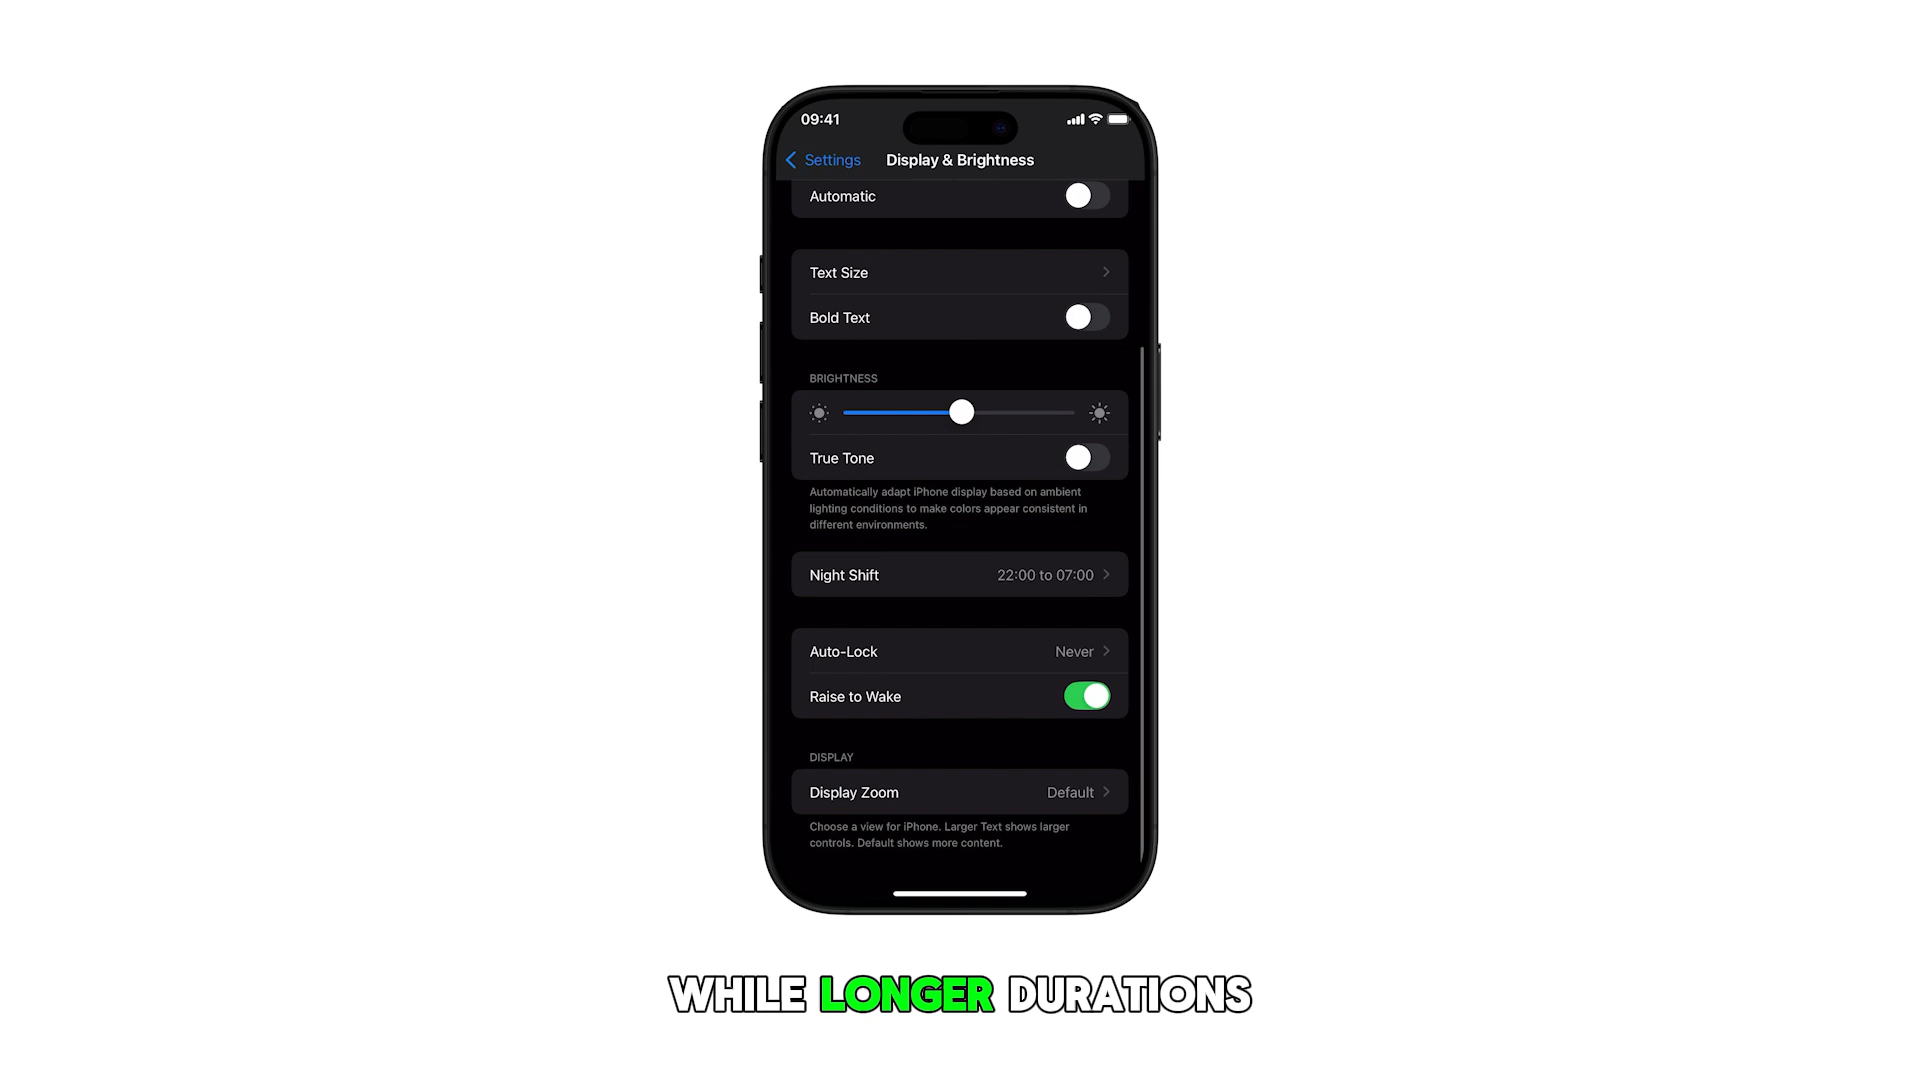 09:41
Settings
Display & Brightness
Automatic
Text Size
Bold Text
BRIGHTNESS
True Tone
Automatically adapt iPhone display based on ambient
lighting conditions to make colors appear consistent in
different environments.
Night Shift 22:00 to 07:00
Auto-Lock Never
Raise to Wake
DISPLAY
Display Zoom Default
Choose a view for iPhone. Larger Text shows larger
controls. Default shows more content.
WHILE LONGER DURATIONS